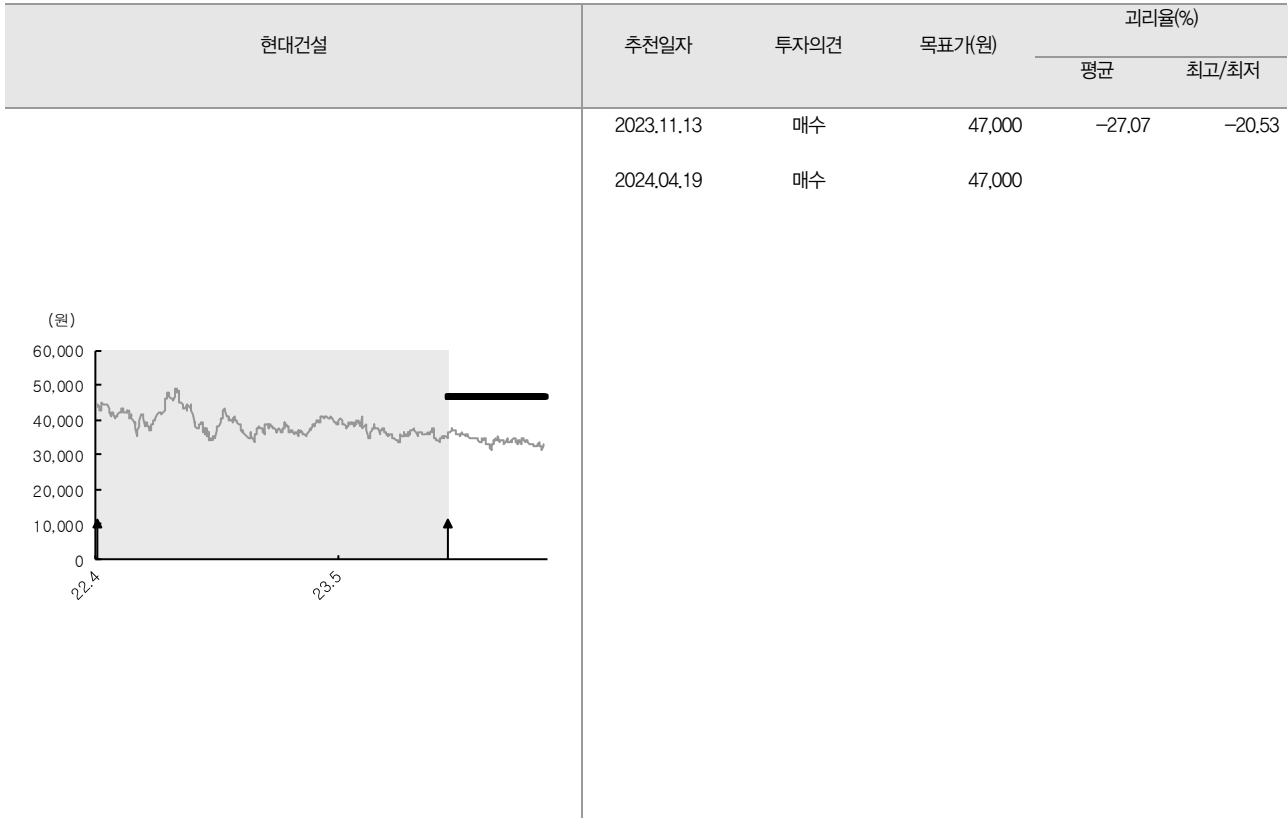 현대건설 추천일자 투자의견 목표가(원) 괴리율(%)
평균 최고/최저
2023.11.13 매수 47,000 -27.07 -20.53
2024.04.19 매수 47,000
(원)
60,000
50,000
40,000
30,000
20,000
10,000
0
22.4 23.5